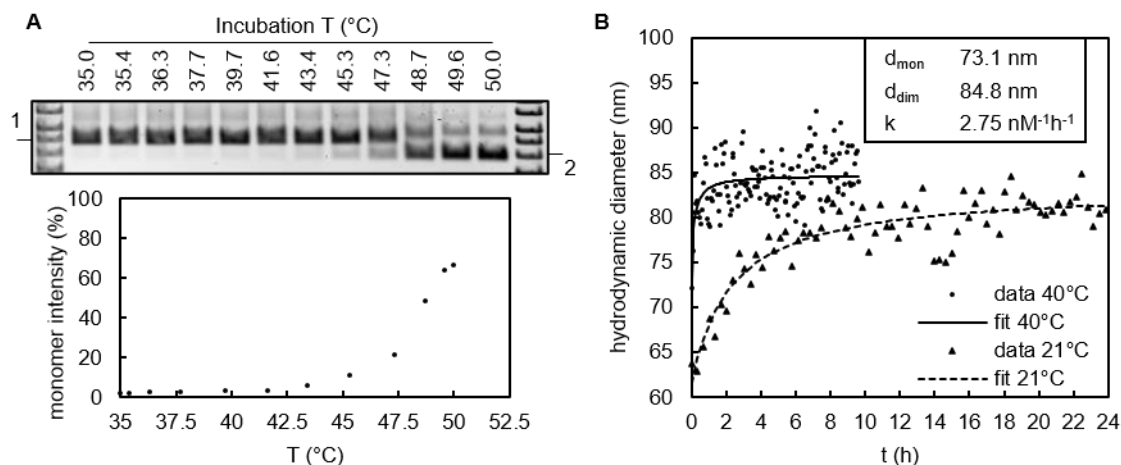 A
Incubation T (°C)
35.0 35.4 36.3 37.7 39.7 41.6 43.4 45.3 47.3 48.7 49.6 50.0
1
2
monomer intensity (%)
100
80
60
40
20
0
35 37.5 40 42.5 45 47.5 50 52.5
T (°C)
B
hydrodynamic diameter (nm)
100
95
90
85
80
75
70
65
60
d_mon 73.1 nm
d_dim 84.8 nm
k 2.75 nM⁻¹h⁻¹
data 40°C
fit 40°C
data 21°C
fit 21°C
0 2 4 6 8 10 12 14 16 18 20 22 24
t (h)